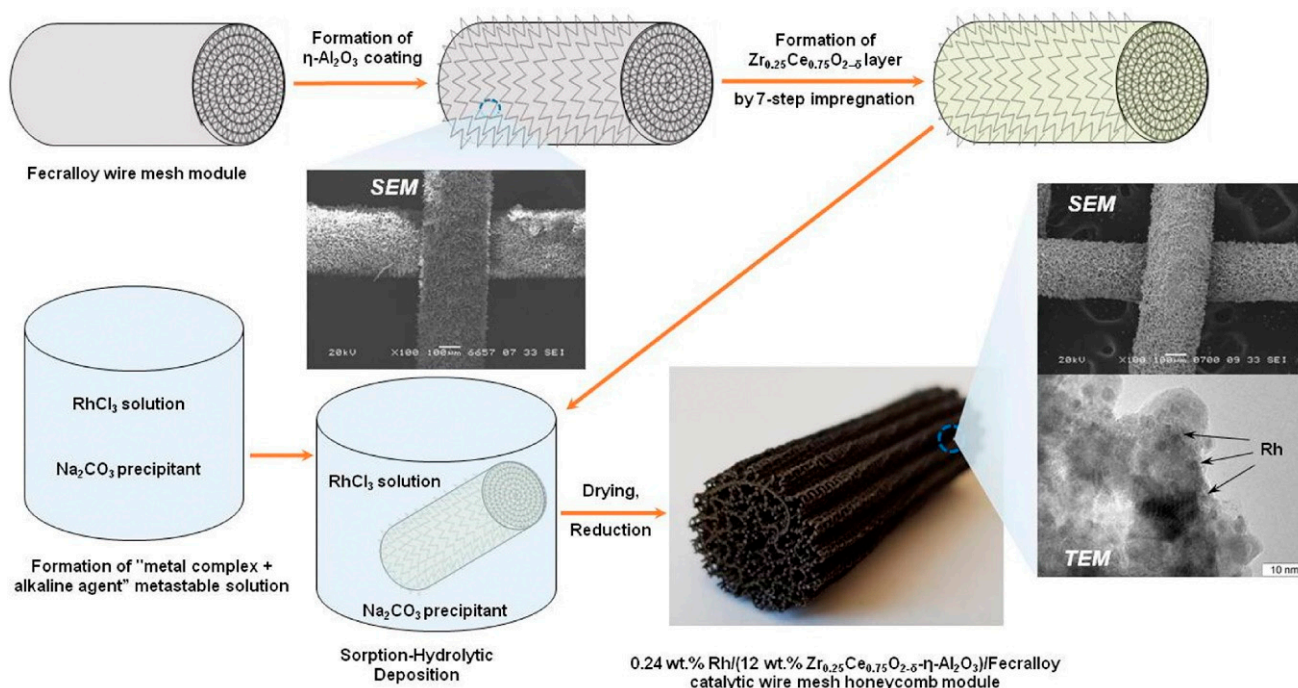 Formation of
η-Al₂O₃ coating
Formation of
Zr₀.₂₅Ce₀.₇₅O₂₋δ layer
by 7-step impregnation
Fecralloy wire mesh module
SEM
20kV X100 100µm 6657 07 33 SEI
SEM
20kV X100 100µm 0700 09 33 SEI
RhCl₃ solution
Na₂CO₃ precipitant
Formation of "metal complex +
alkaline agent” metastable solution
RhCl₃ solution
Na₂CO₃ precipitant
Sorption-Hydrolytic
Deposition
Drying,
Reduction
Rh
TEM
10 nm
0.24 wt.% Rh/(12 wt.% Zr₀.₂₅Ce₀.₇₅O₂₋δ-η-Al₂O₃)/Fecralloy
catalytic wire mesh honeycomb module